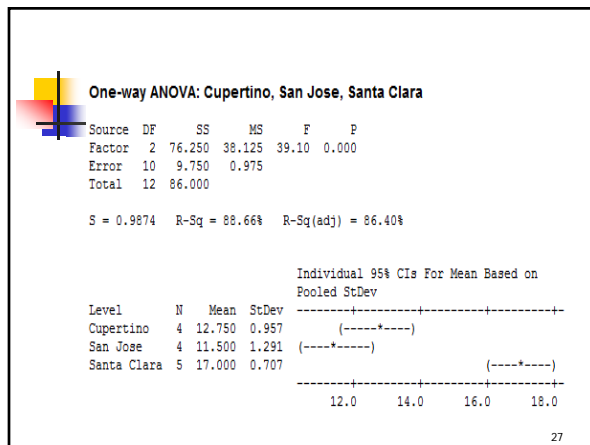 One-way ANOVA: Cupertino, San Jose, Santa Clara
Source DF SS MS F P
Factor 2 76.250 38.125 39.10 0.000
Error 10 9.750 0.975
Total 12 86.000
S = 0.9874 R-Sq = 88.66% R-Sq(adj) = 86.40%
Individual 95% CIs For Mean Based on
Pooled StDev
Level N Mean StDev --------+---------+---------+---------+-
Cupertino 4 12.750 0.957 (-----*----)
San Jose 4 11.500 1.291 (----*-----)
Santa Clara 5 17.000 0.707 (----*----)
--------+---------+---------+---------+-
12.0 14.0 16.0 18.0
27